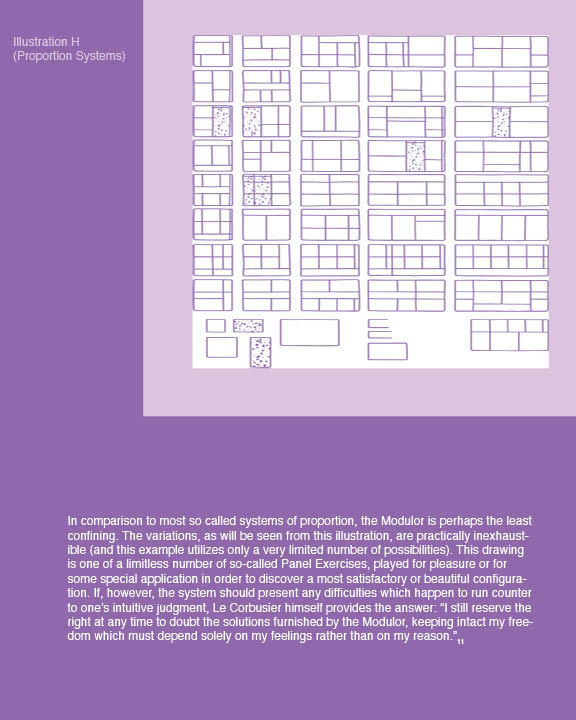 Illustration H
(Proportion Systems)
In comparison to most so called systems of proportion, the Modulor is perhaps the least
confining. The variations, as will be seen from this illustration, are practically inexhaust-
ible (and this example utilizes only a very limited number of possibilities). This drawing
is one of a limitless number of so-called Panel Exercises, played for pleasure or for
some special application in order to discover a most satisfactory or beautiful configura-
tion. If, however, the system should present any difficulties which happen to run counter
to one's intuitive judgment, Le Corbusier himself provides the answer: “I still reserve the
right at any time to doubt the solutions furnished by the Modulor, keeping intact my free-
dom which must depend solely on my feelings rather than on my reason.”11